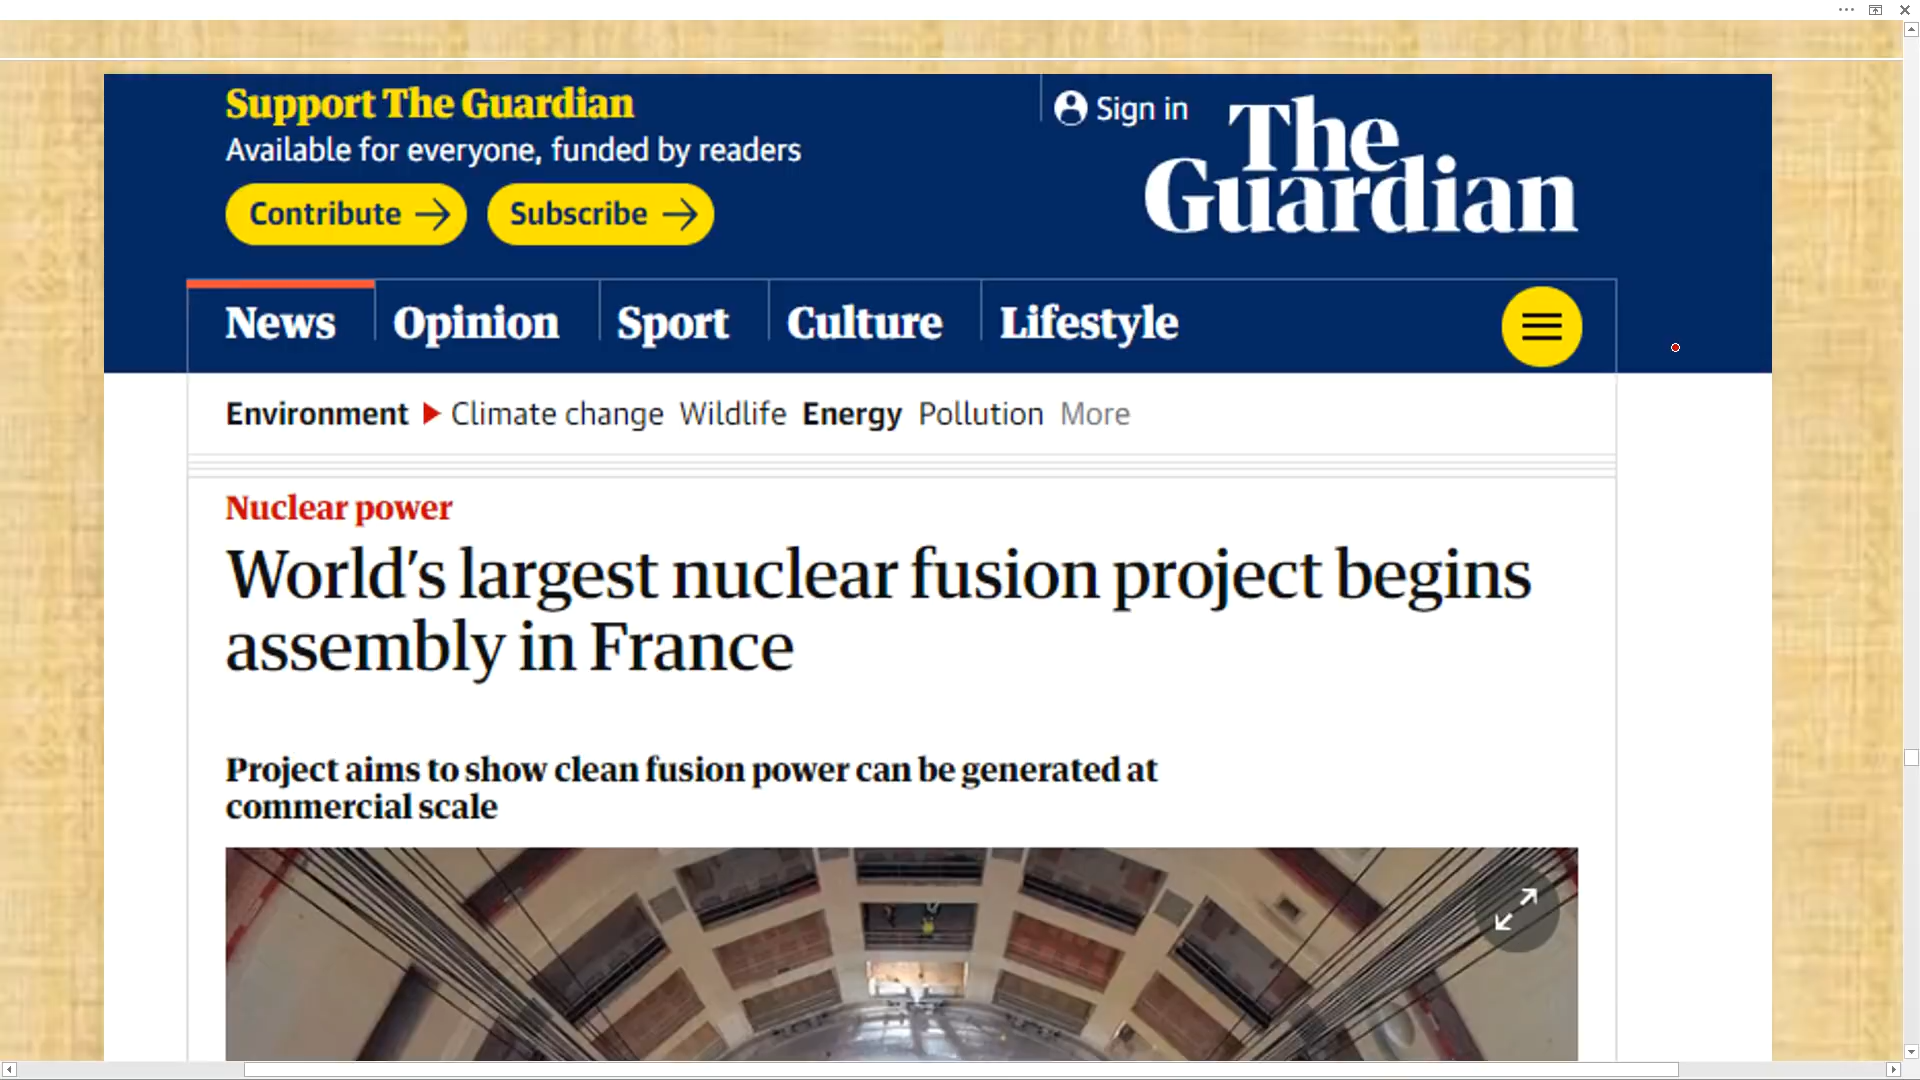 Support The Guardian
Available for everyone, funded by readers
Contribute
Subscribe
Sign in
The
Guardian
News Opinion Sport Culture Lifestyle
Environment Climate change Wildlife Energy Pollution More
Nuclear power
World’s largest nuclear fusion project begins
assembly in France
Project aims to show clean fusion power can be generated at
commercial scale